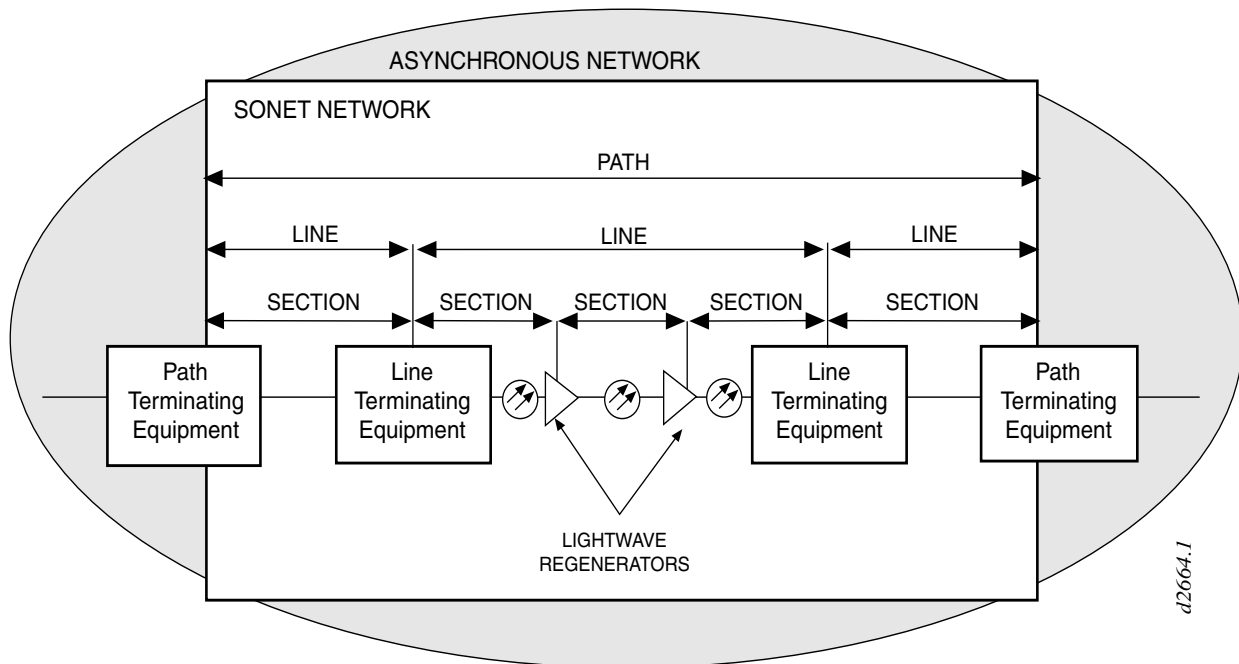 ASYNCHRONOUS NETWORK
SONET NETWORK
PATH
LINE
LINE
LINE
SECTION
SECTION
SECTION
SECTION
SECTION
Path
Terminating
Equipment
Line
Terminating
Equipment
Line
Terminating
Equipment
Path
Terminating
Equipment
LIGHTWAVE
REGENERATORS
d2664.1